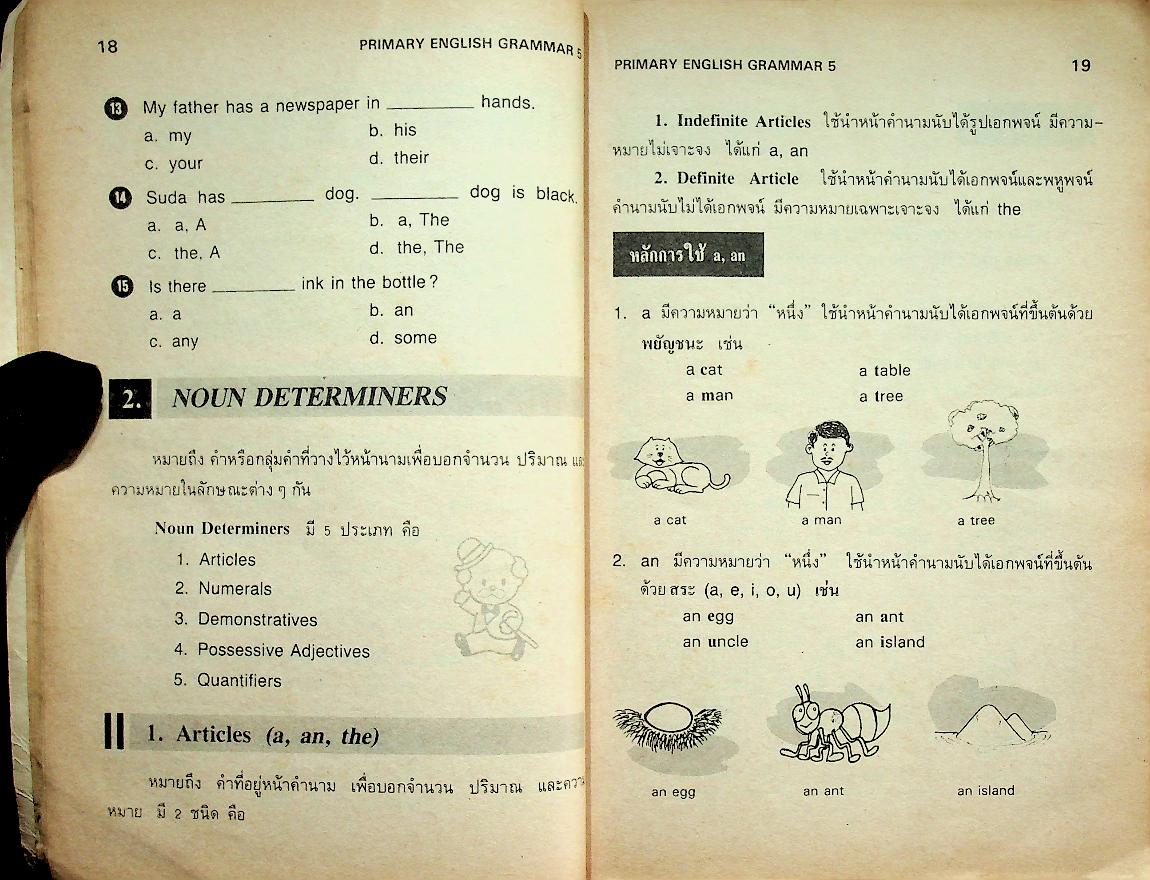 18
PRIMARY ENGLISH GRAMMAR 5
13 My father has a newspaper in ________ hands.
a. my b. his
c. your d. their
14 Suda has ________ dog. ________ dog is black.
a. a, A b. a, The
c. the, A d. the, The
15 Is there ________ ink in the bottle?
a. a b. an
c. any d. some
2. NOUN DETERMINERS
หมายถึง คำหรือกลุ่มคำที่วางไว้หน้านามเพื่อบอกจำนวน ปริมาณ และ
ความหมายในลักษณะต่าง ๆ กัน
Noun Determiners มี 5 ประเภท คือ
1. Articles
2. Numerals
3. Demonstratives
4. Possessive Adjectives
5. Quantifiers
1. Articles (a, an, the)
หมายถึง คำที่อยู่หน้าคำนาม เพื่อบอกจำนวน ปริมาณ และความ
หมาย มี 2 ชนิด คือ
PRIMARY ENGLISH GRAMMAR 5
19
1. Indefinite Articles ใช้นำหน้าคำนามนับได้รูปเอกพจน์ มีความ-
หมายไม่เจาะจง ได้แก่ a, an
2. Definite Article ใช้นำหน้าคำนามนับได้เอกพจน์และพหูพจน์
คำนามนับไม่ได้เอกพจน์ มีความหมายเฉพาะเจาะจง ได้แก่ the
หลักการใช้ a, an
1. a มีความหมายว่า "หนึ่ง" ใช้นำหน้าคำนามนับได้เอกพจน์ที่ขึ้นต้นด้วย
พยัญชนะ เช่น
a cat a table
a man a tree
a cat a man a tree
2. an มีความหมายว่า "หนึ่ง" ใช้นำหน้าคำนามนับได้เอกพจน์ที่ขึ้นต้น
ด้วย สระ (a, e, i, o, u) เช่น
an egg an ant
an uncle an island
an egg an ant an island